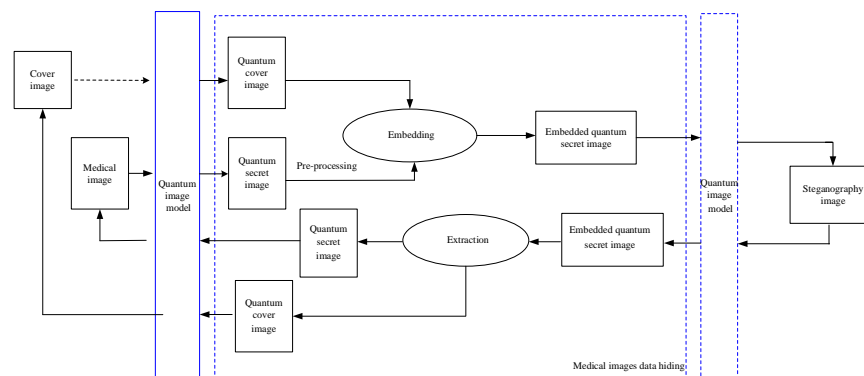 Cover
image
Medical
image
Quantum
image
model
Quantum
cover
image
Quantum
secret
image
Pre-processing
Embedding
Embedded quantum
secret image
Quantum
image
model
Steganography
image
Quantum
secret
image
Extraction
Embedded quantum
secret image
Quantum
cover
image
Medical images data hiding